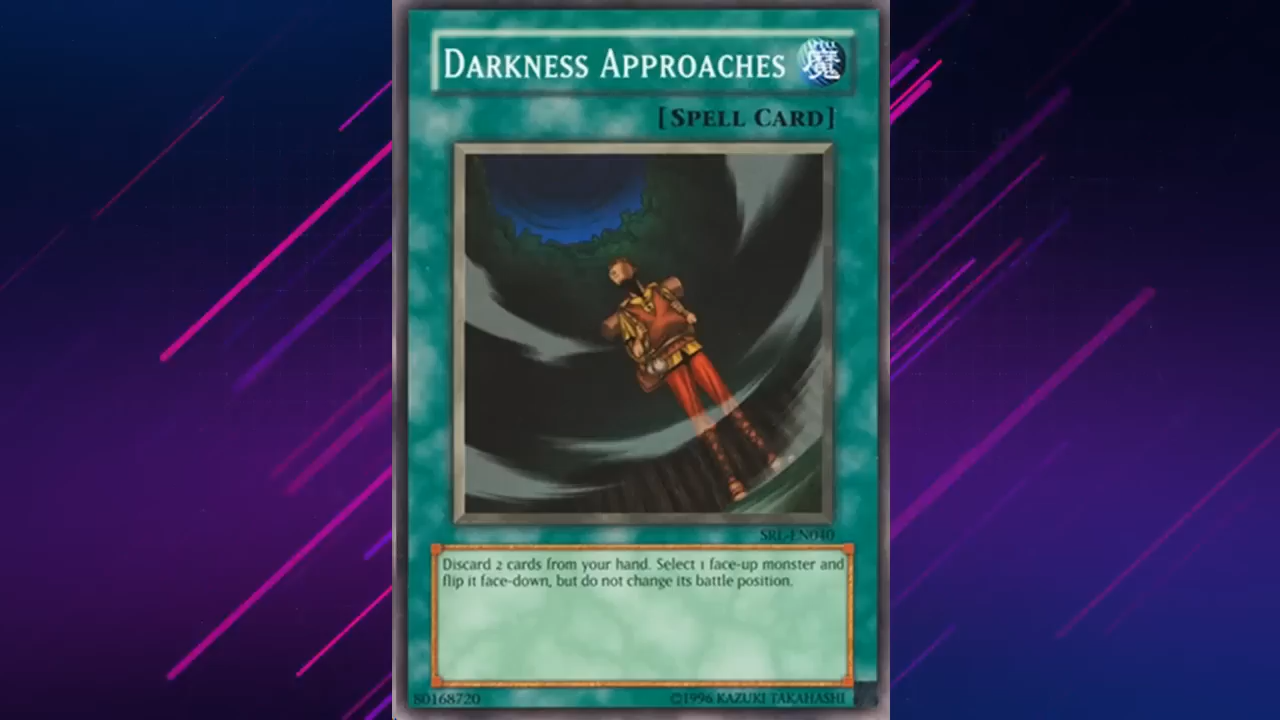 DARKNESS APPROACHES 魔
[SPELL CARD]
SRL-EN040
Discard 2 cards from your hand. Select 1 face-up monster and
flip it face-down, but do not change its battle position.
80168720
©1996 KAZUKI TAKAHASHI